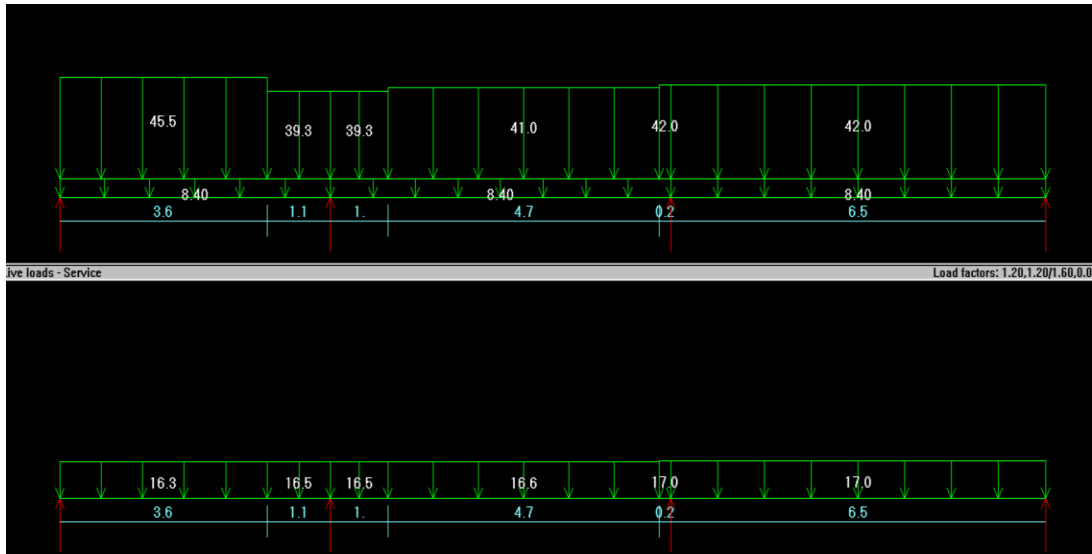 45.5 39.3 39.3 41.0 42.0 42.0
8.40 8.40 8.40
3.6 1.1 1. 4.7 0.2 6.5
ive loads - Service Load factors: 1.20,1.20/1.60,0.0
16.3 16.5 16.5 16.6 17.0 17.0
3.6 1.1 1. 4.7 0.2 6.5